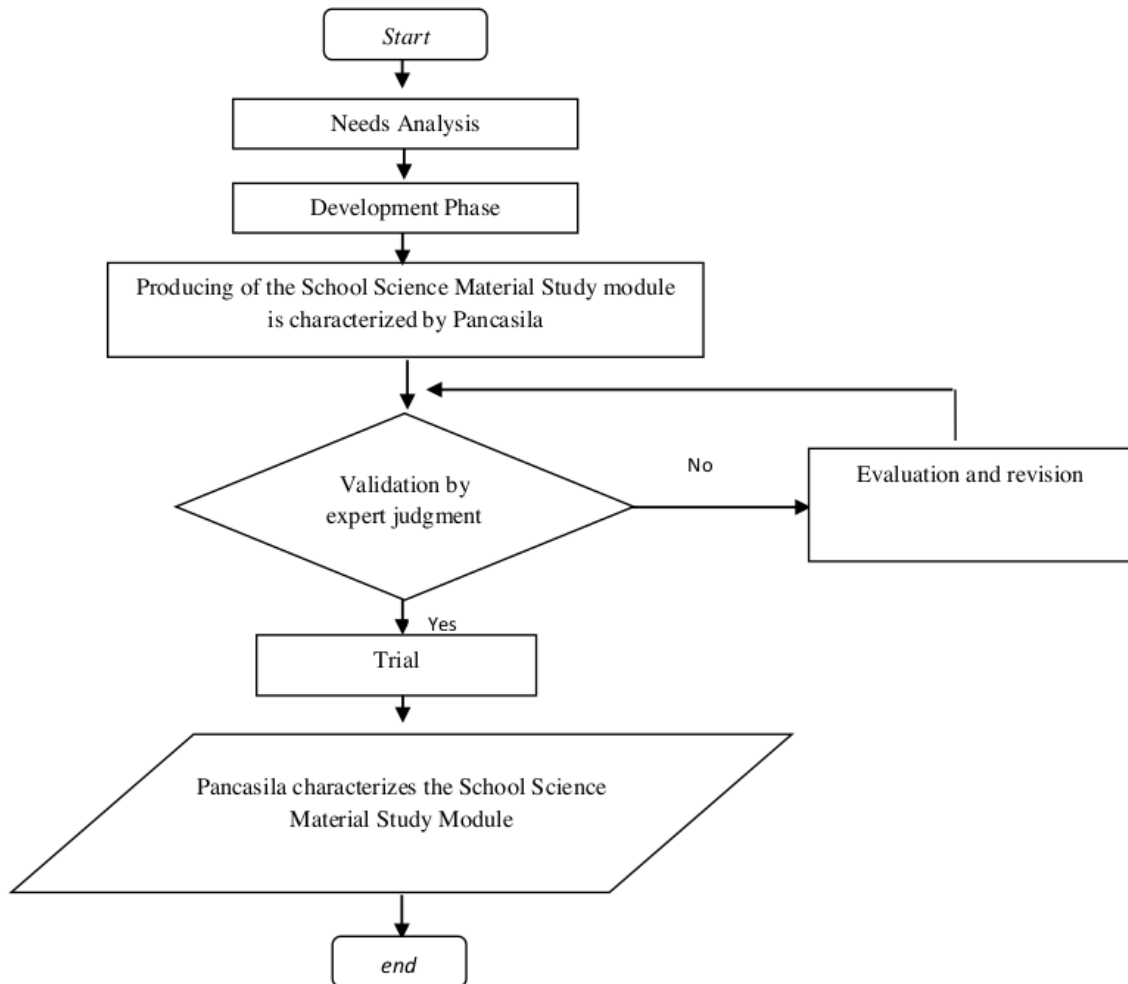 Start
Needs Analysis
Development Phase
Producing of the School Science Material Study module
is characterized by Pancasila
Validation by
expert judgment
No
Evaluation and revision
Yes
Trial
Pancasila characterizes the School Science
Material Study Module
end